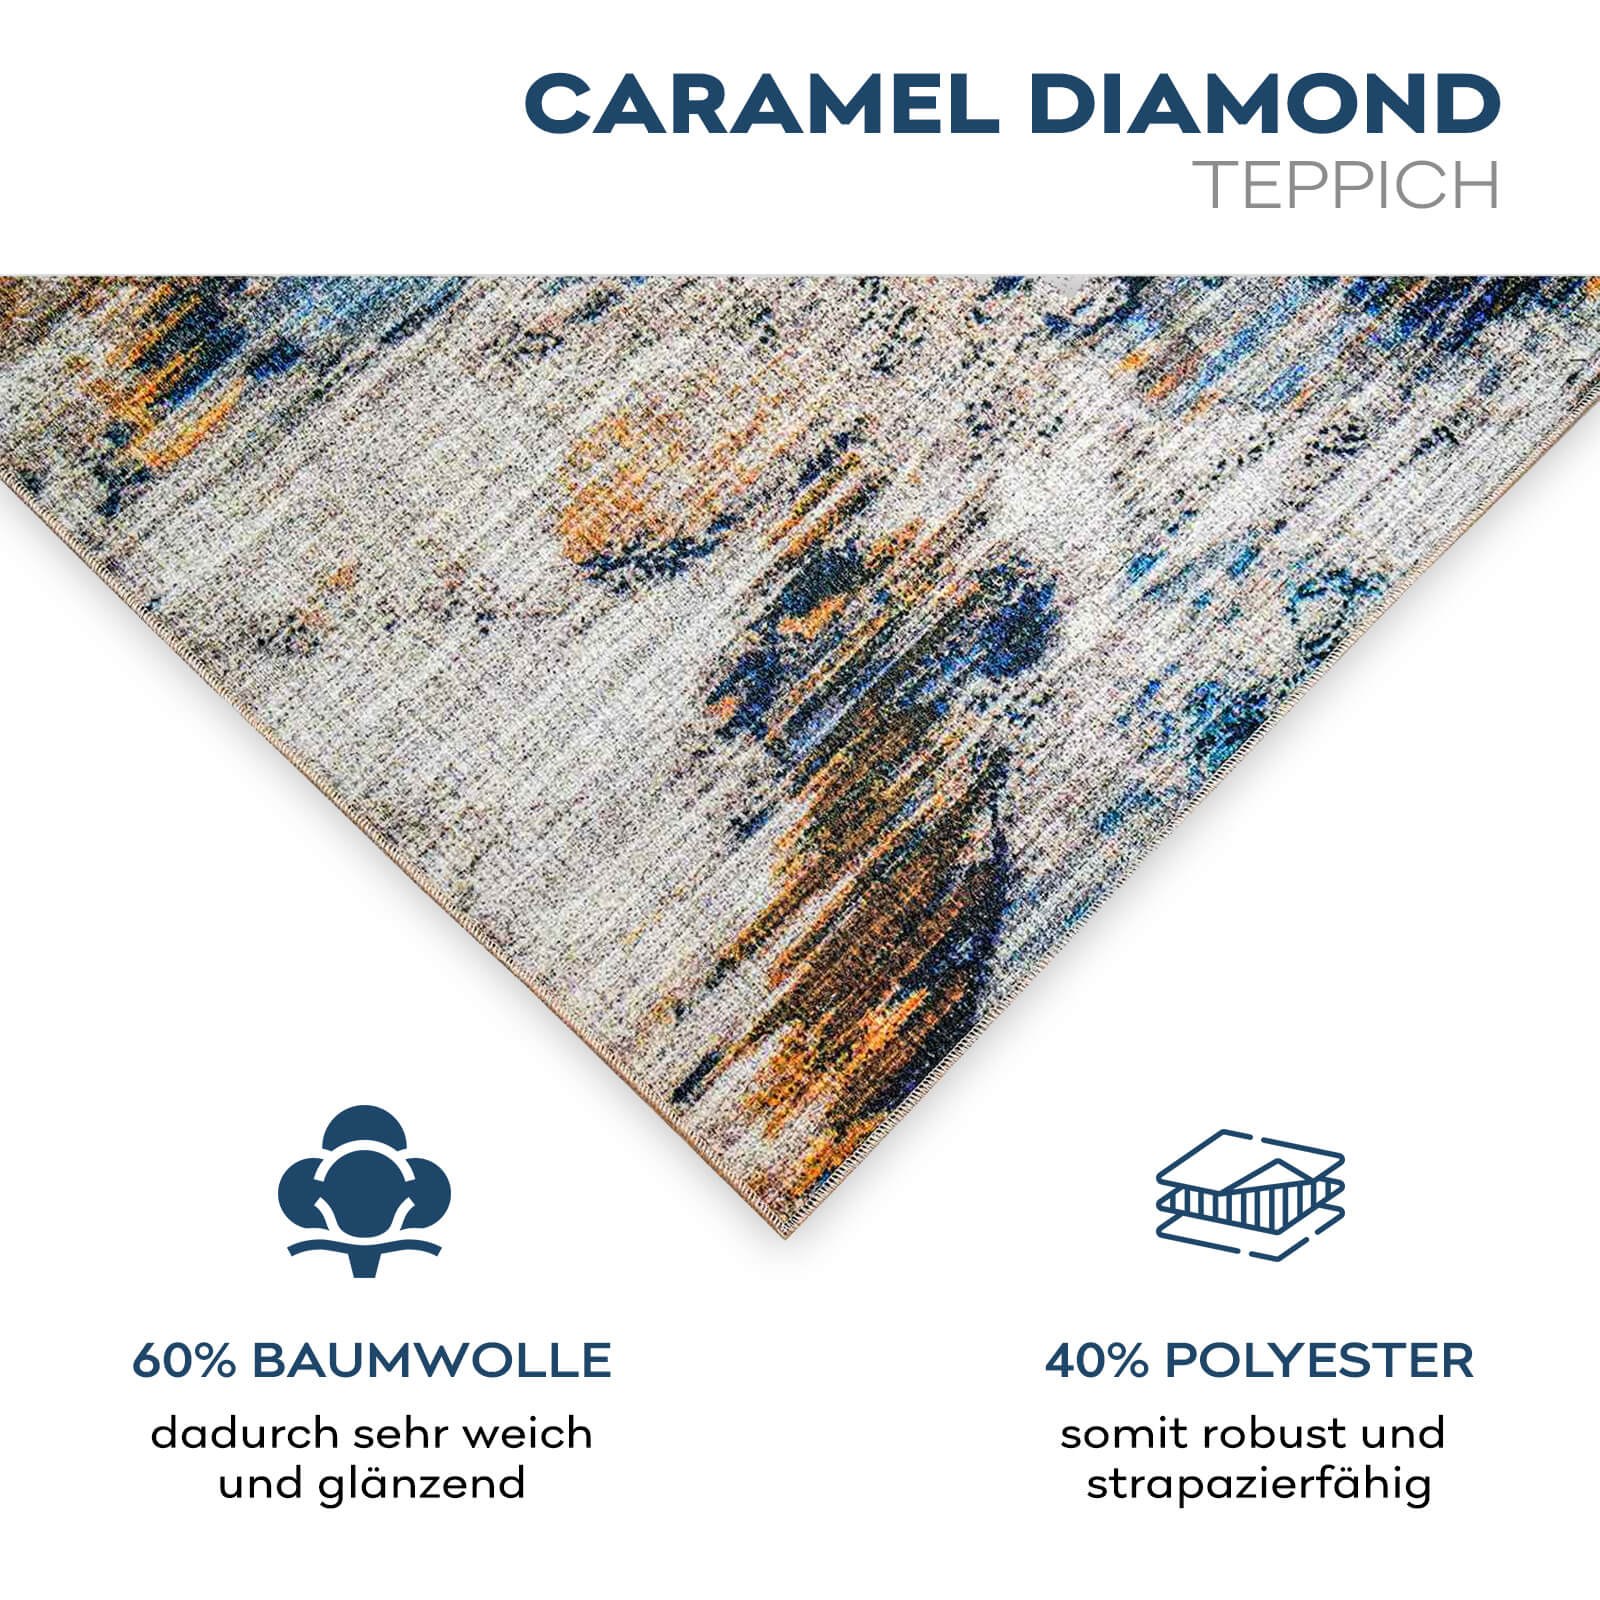 CARAMEL DIAMOND
TEPPICH
60% BAUMWOLLE
dadurch sehr weich
und glänzend
40% POLYESTER
somit robust und
strapazierfähig